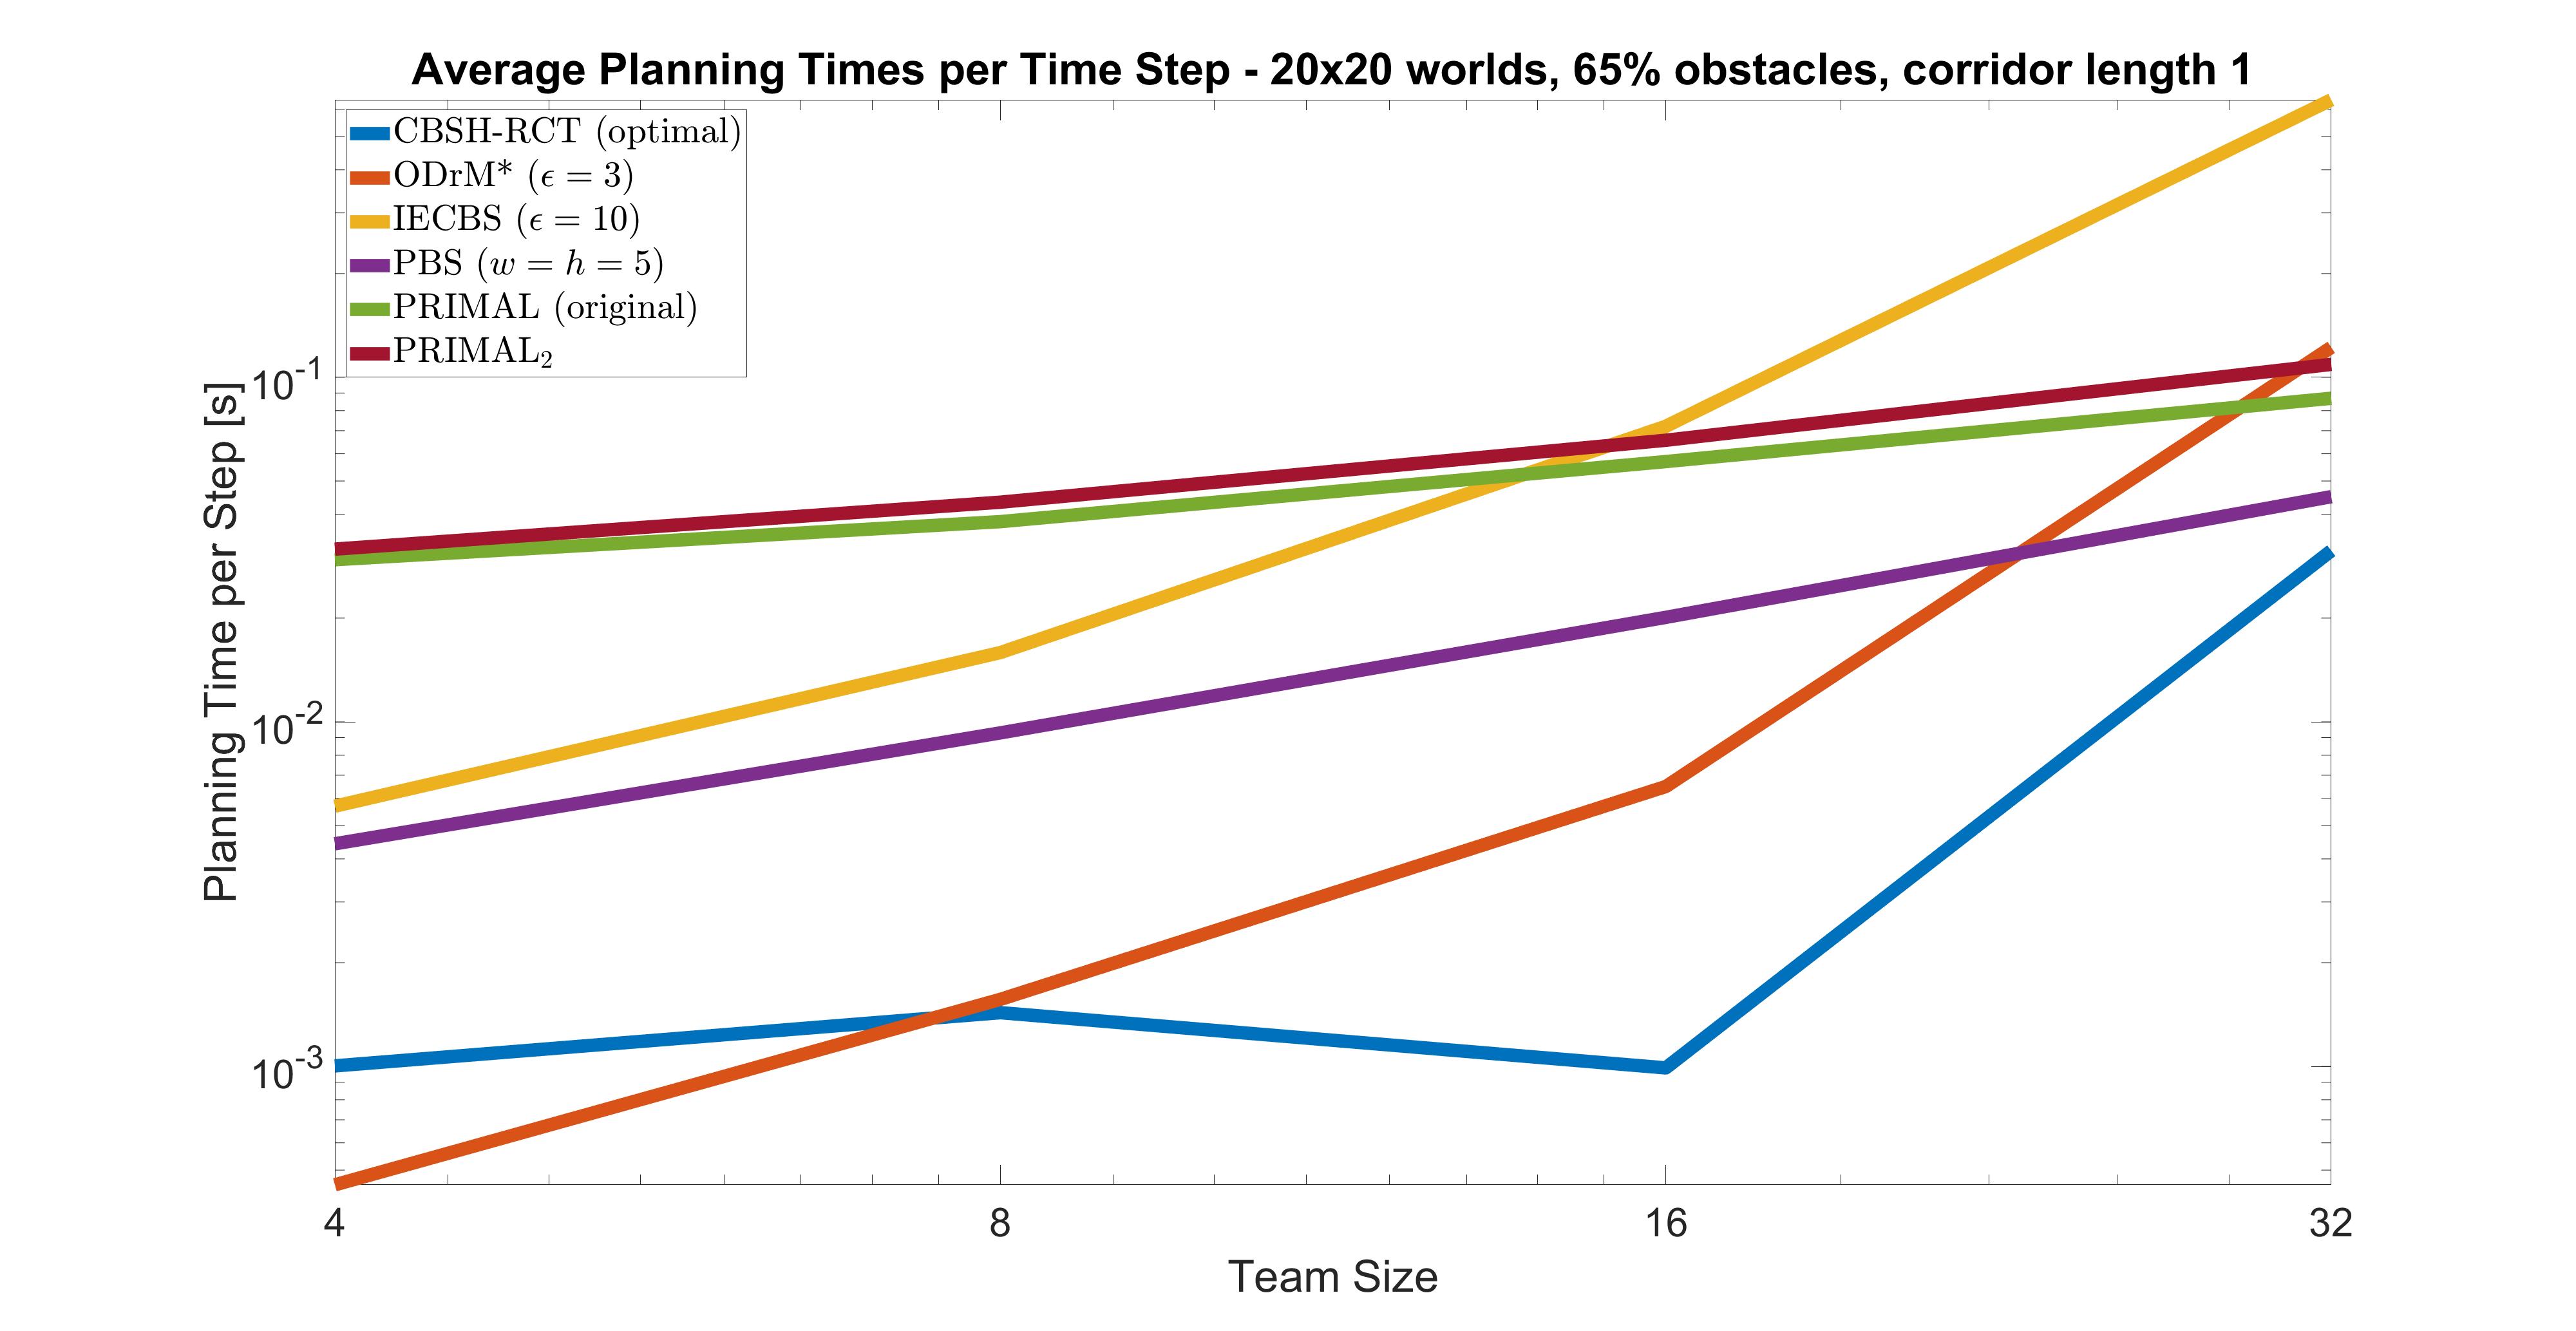 Average Planning Times per Time Step - 20x20 worlds, 65% obstacles, corridor length 1
CBSH-RCT (optimal)
ODrM* (ϵ = 3)
IECBS (ϵ = 10)
PBS (w = h = 5)
PRIMAL (original)
PRIMAL₂
Planning Time per Step [s]
10⁻¹
10⁻²
10⁻³
4 8 16 32
Team Size